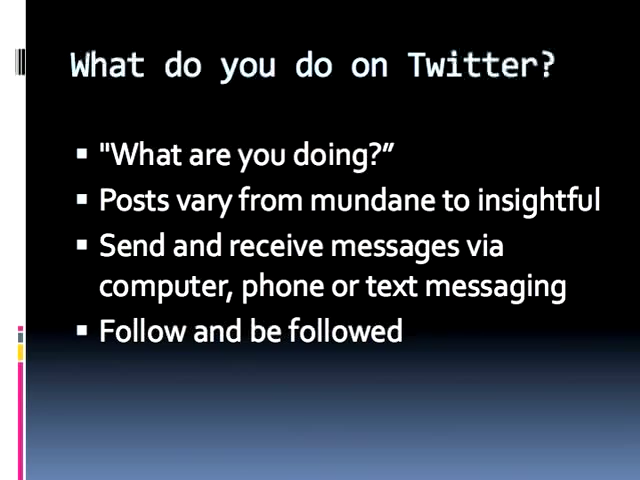 What do you do on Twitter?
"What are you doing?”
Posts vary from mundane to insightful
Send and receive messages via
computer, phone or text messaging
Follow and be followed